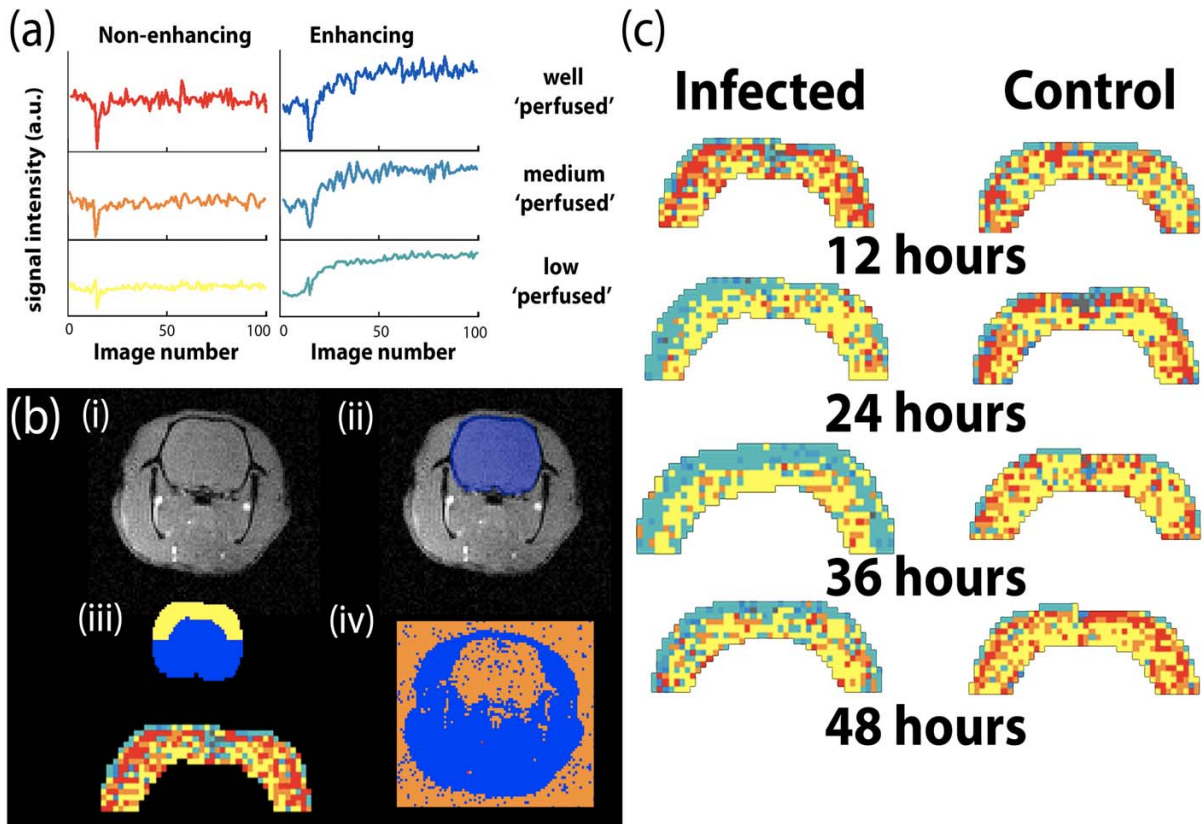 (a)
Non-enhancing
Enhancing
signal intensity (a.u.)
well
'perfused'
medium
'perfused'
low
'perfused'
0
50
100
0
50
100
Image number
Image number
(b)
(i)
(ii)
(iii)
(iv)
(c)
Infected
Control
12 hours
24 hours
36 hours
48 hours